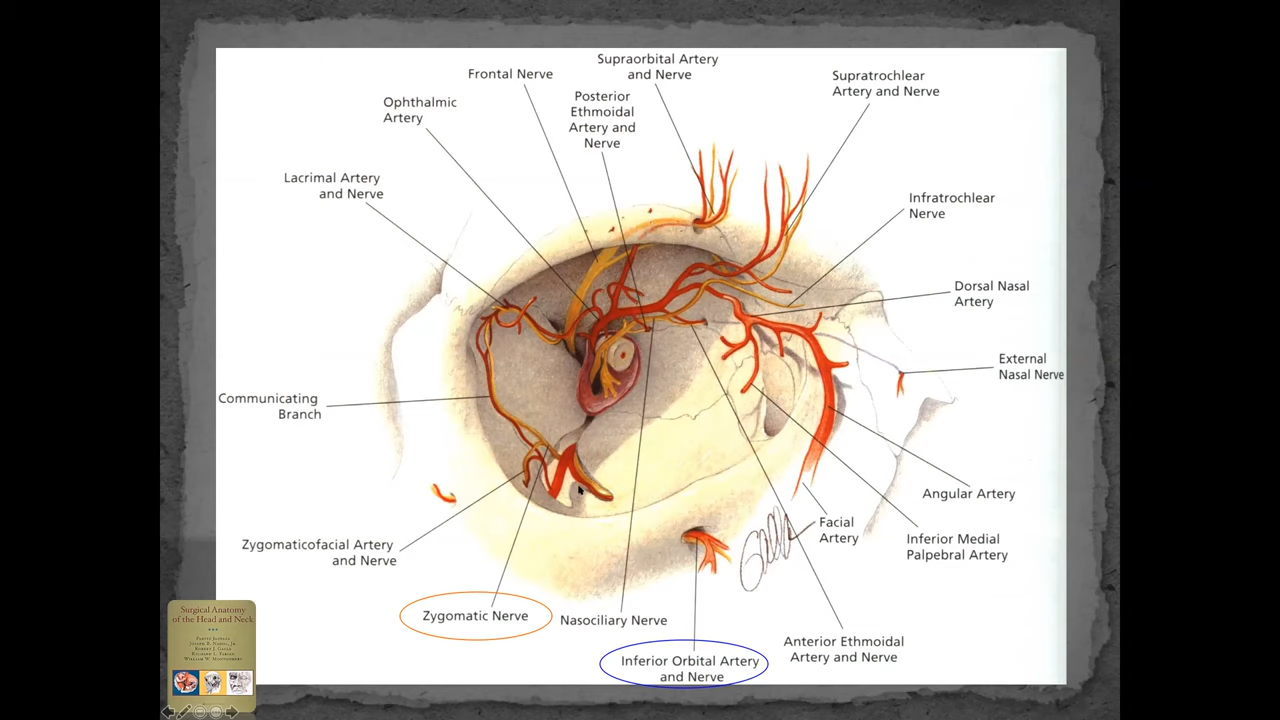 Supraorbital Artery
and Nerve
Frontal Nerve
Supratrochlear
Artery and Nerve
Posterior
Ethmoidal
Artery and
Nerve
Ophthalmic
Artery
Lacrimal Artery
and Nerve
Infratrochlear
Nerve
Dorsal Nasal
Artery
External
Nasal Nerve
Communicating
Branch
Angular Artery
Facial
Artery
Inferior Medial
Palpebral Artery
Zygomaticofacial Artery
and Nerve
Zygomatic Nerve
Nasociliary Nerve
Anterior Ethmoidal
Artery and Nerve
Inferior Orbital Artery
and Nerve
Surgical Anatomy
of the Head and Neck